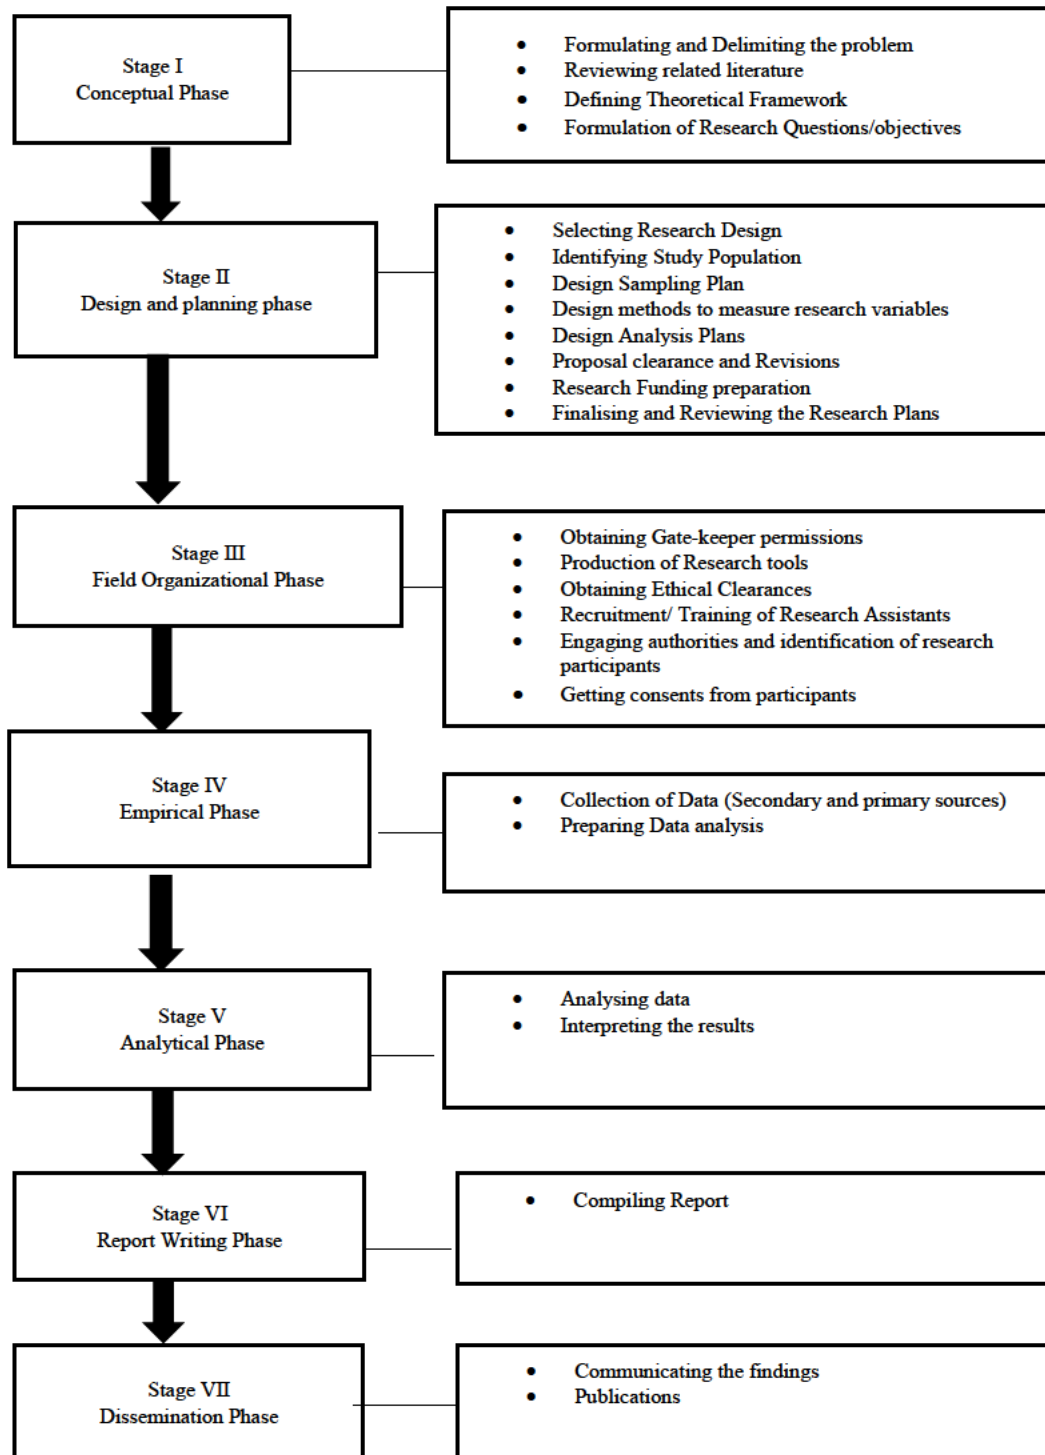 Stage I
Conceptual Phase
• Formulating and Delimiting the problem
• Reviewing related literature
• Defining Theoretical Framework
• Formulation of Research Questions/objectives
Stage II
Design and planning phase
• Selecting Research Design
• Identifying Study Population
• Design Sampling Plan
• Design methods to measure research variables
• Design Analysis Plans
• Proposal clearance and Revisions
• Research Funding preparation
• Finalising and Reviewing the Research Plans
Stage III
Field Organizational Phase
• Obtaining Gate-keeper permissions
• Production of Research tools
• Obtaining Ethical Clearances
• Recruitment/ Training of Research Assistants
• Engaging authorities and identification of research
participants
• Getting consents from participants
Stage IV
Empirical Phase
• Collection of Data (Secondary and primary sources)
• Preparing Data analysis
Stage V
Analytical Phase
• Analysing data
• Interpreting the results
Stage VI
Report Writing Phase
• Compiling Report
Stage VII
Dissemination Phase
• Communicating the findings
• Publications